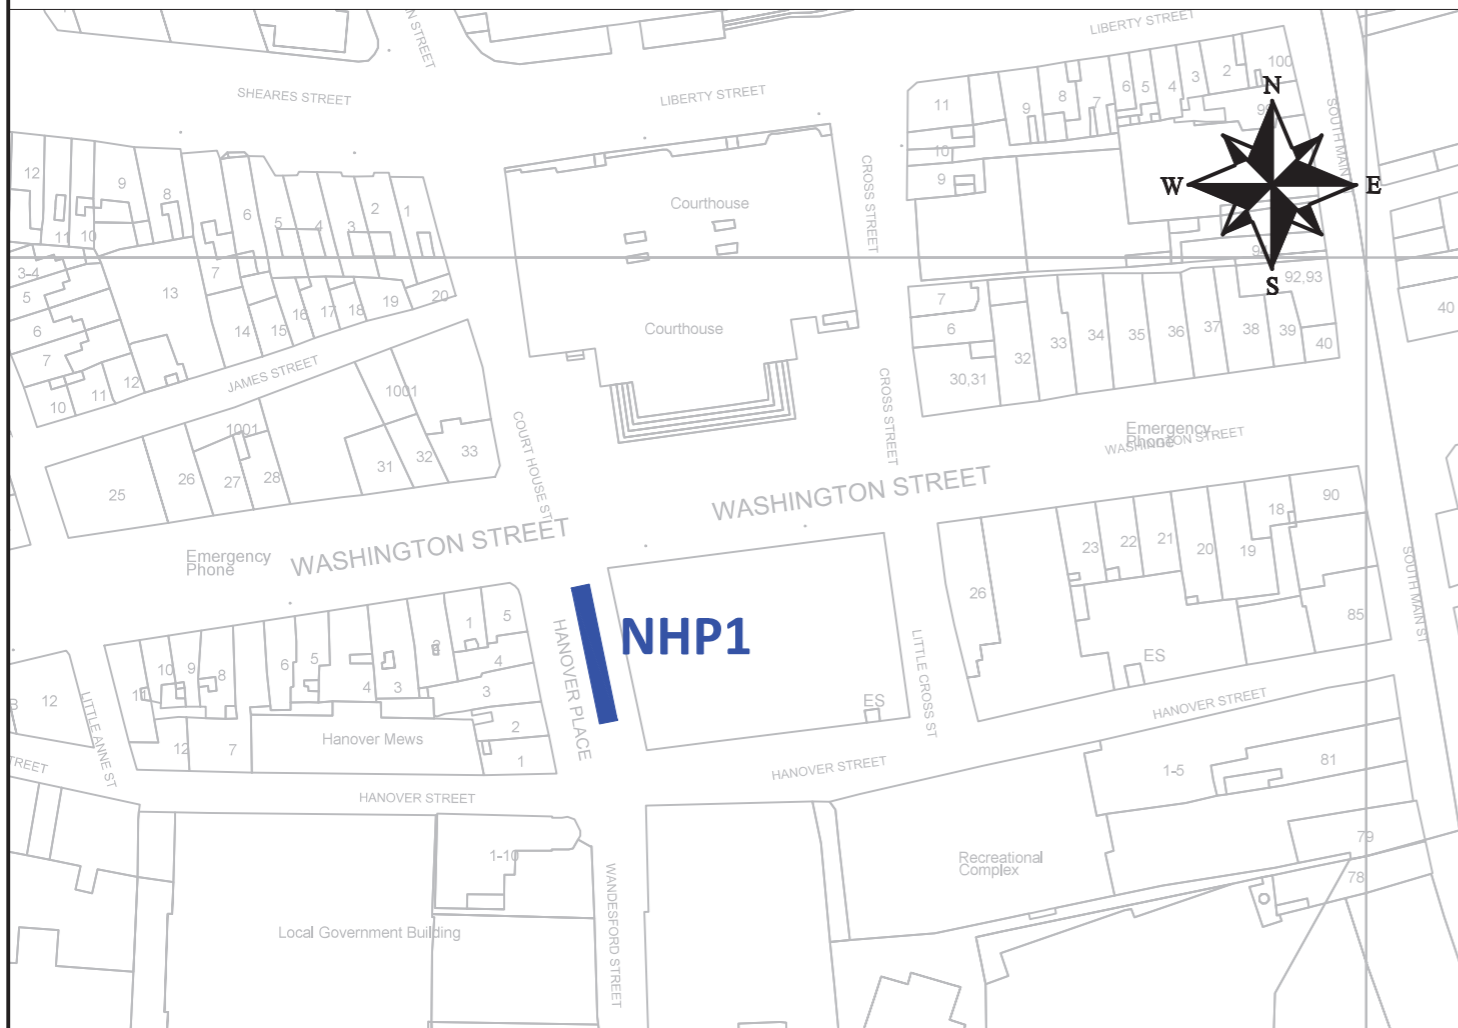 N STREET
LIBERTY STREET
SHEARES STREET
LIBERTY STREET
11
9
8
7
6
5
4
3
2
100
N
SOUTH MAIN
12
9
8
6
5
4
3
2
1
11
10
10
9
CROSS STREET
Courthouse
W
E
3-4
5
6
7
13
7
14
15
16
17
18
19
20
S
92,93
40
7
6
30,31
32
33
34
35
36
37
38
39
40
Courthouse
JAMES STREET
10
11
12
1001
1001
25
26
27
28
31
32
33
COURT HOUSE ST
CROSS STREET
Emergency
Phone
WASHINGTON STREET
WASHINGTON STREET
WASHINGTON STREET
Emergency
Phone
23
22
21
20
19
18
90
26
85
SOUTH MAIN ST
NHP1
HANOVER PLACE
LITTLE CROSS ST
ES
ES
11
10
9
8
6
5
4
3
1
5
4
3
2
1
12
7
Hanover Mews
12
LITTLE ANNE ST
TREET
HANOVER STREET
HANOVER STREET
HANOVER STREET
1-5
81
79
78
1-10
Recreational
Complex
WANDESFORD STREET
Local Government Building